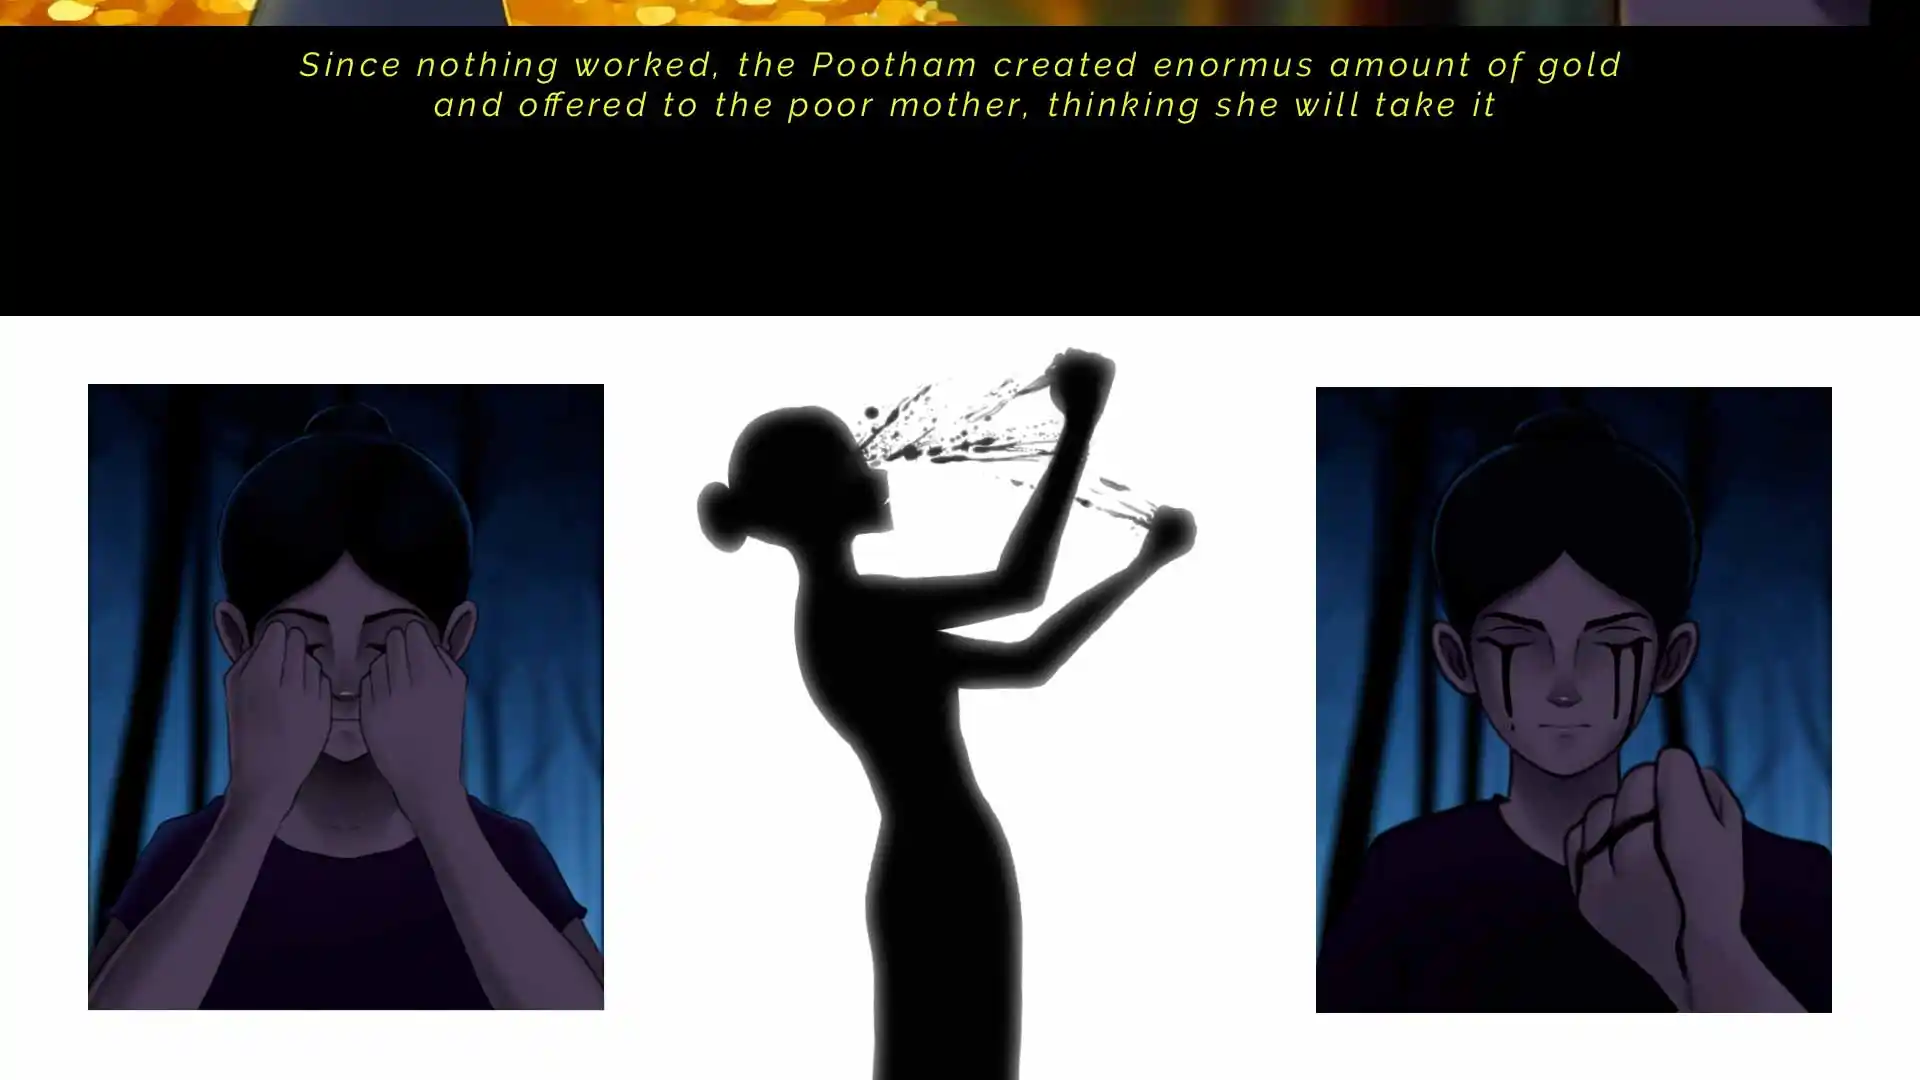 Since nothing worked, the Pootham created enormus amount of gold
and offered to the poor mother, thinking she will take it